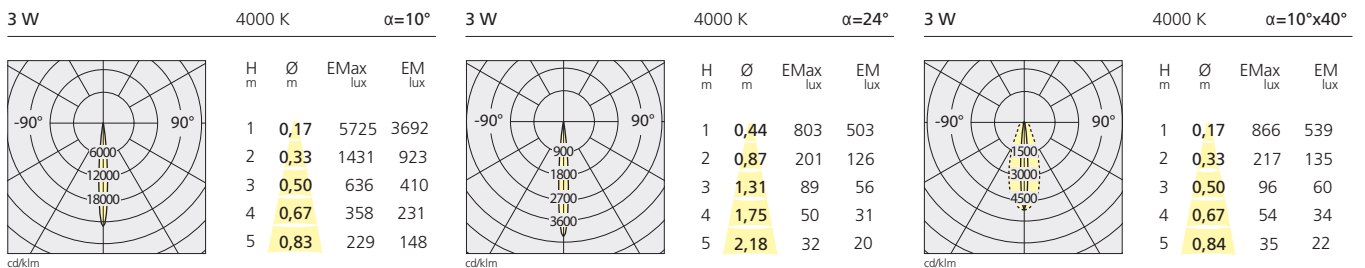 3 W 4000 K α=10°
H Ø EMax EM
m m lux lux
-90° 90°
6000
12000
18000
1 0,17 5725 3692
2 0,33 1431 923
3 0,50 636 410
4 0,67 358 231
5 0,83 229 148
cd/klm
3 W 4000 K α=24°
H Ø EMax EM
m m lux lux
-90° 90°
900
1800
2700
3600
1 0,44 803 503
2 0,87 201 126
3 1,31 89 56
4 1,75 50 31
5 2,18 32 20
cd/klm
3 W 4000 K α=10°x40°
H Ø EMax EM
m m lux lux
-90° 90°
1500
3000
4500
1 0,17 866 539
2 0,33 217 135
3 0,50 96 60
4 0,67 54 34
5 0,84 35 22
cd/klm